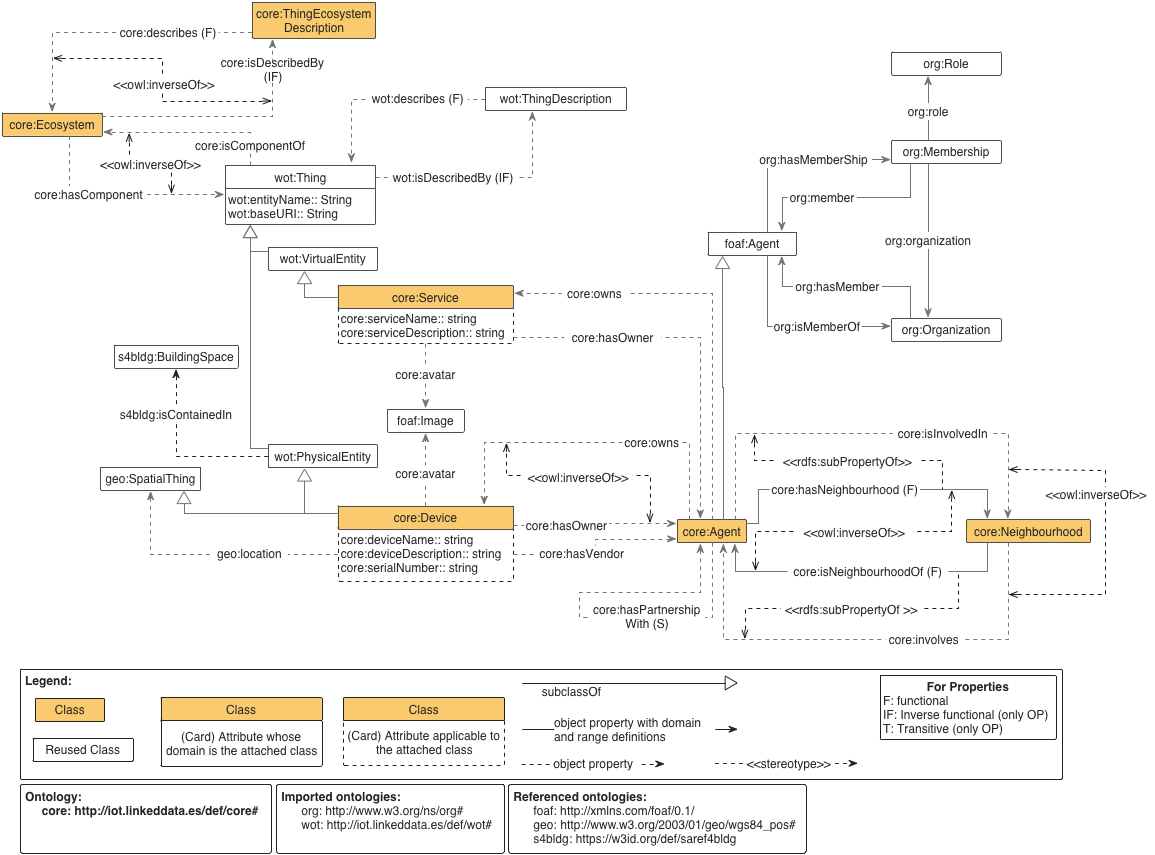 core:ThingEcosystem
Description
core:describes (F)
core:isDescribedBy
(IF)
<<owl:inverseOf>>
core:Ecosystem
wot:describes (F)
wot:ThingDescription
core:isComponentOf
<<owl:inverseOf>>
core:hasComponent
wot:Thing
wot:entityName:: String
wot:baseURI:: String
wot:isDescribedBy (IF)
org:Role
org:role
org:hasMemberShip
org:Membership
org:member
foaf:Agent
org:organization
org:hasMember
org:isMemberOf
org:Organization
wot:VirtualEntity
core:Service
core:serviceName:: string
core:serviceDescription:: string
core:owns
core:hasOwner
s4bldg:BuildingSpace
core:avatar
s4bldg:isContainedIn
foaf:Image
wot:PhysicalEntity
core:owns
core:isInvolvedIn
geo:SpatialThing
core:avatar
<<owl:inverseOf>>
<<rdfs:subPropertyOf>>
core:hasNeighbourhood (F)
<<owl:inverseOf>>
core:Device
core:deviceName:: string
core:deviceDescription:: string
core:serialNumber:: string
core:hasOwner
core:Agent
<<owl:inverseOf>>
core:Neighbourhood
geo:location
core:hasVendor
core:isNeighbourhoodOf (F)
core:hasPartnership
With (S)
<<rdfs:subPropertyOf >>
core:involves
Legend:
Class
Class
(Card) Attribute whose
domain is the attached class
Class
(Card) Attribute applicable to
the attached class
Reused Class
subclassOf
object property with domain
and range definitions
object property
<<stereotype>>
For Properties
F: functional
IF: Inverse functional (only OP)
T: Transitive (only OP)
Ontology:
core: http://iot.linkeddata.es/def/core#
Imported ontologies:
org: http://www.w3.org/ns/org#
wot: http://iot.linkeddata.es/def/wot#
Referenced ontologies:
foaf: http://xmlns.com/foaf/0.1/
geo: http://www.w3.org/2003/01/geo/wgs84_pos#
s4bldg: https://w3id.org/def/saref4bldg